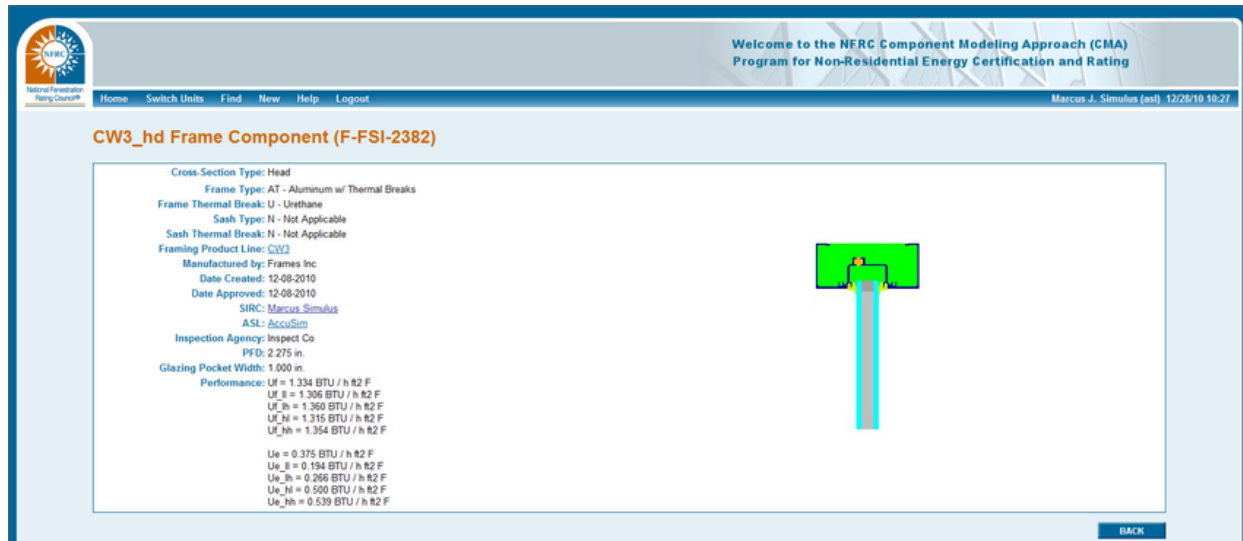 Welcome to the NFRC Component Modeling Approach (CMA)
Program for Non-Residential Energy Certification and Rating
NFRC
National Fenestration
Rating Council®
Home Switch Units Find New Help Logout
Marcus J. Simulus (asl) 12/28/10 10:27
CW3_hd Frame Component (F-FSI-2382)
Cross-Section Type: Head
Frame Type: AT - Aluminum w/ Thermal Breaks
Frame Thermal Break: U - Urethane
Sash Type: N - Not Applicable
Sash Thermal Break: N - Not Applicable
Framing Product Line: CW3
Manufactured by: Frames Inc
Date Created: 12-08-2010
Date Approved: 12-08-2010
SIRC: Marcus Simulus
ASL: AccuSim
Inspection Agency: Inspect Co
PFD: 2.275 in.
Glazing Pocket Width: 1.000 in.
Performance: Uf = 1.334 BTU / h ft2 F
Uf_ll = 1.306 BTU / h ft2 F
Uf_lh = 1.360 BTU / h ft2 F
Uf_hl = 1.315 BTU / h ft2 F
Uf_hh = 1.354 BTU / h ft2 F
Ue = 0.375 BTU / h ft2 F
Ue_ll = 0.194 BTU / h ft2 F
Ue_lh = 0.266 BTU / h ft2 F
Ue_hl = 0.500 BTU / h ft2 F
Ue_hh = 0.539 BTU / h ft2 F
BACK